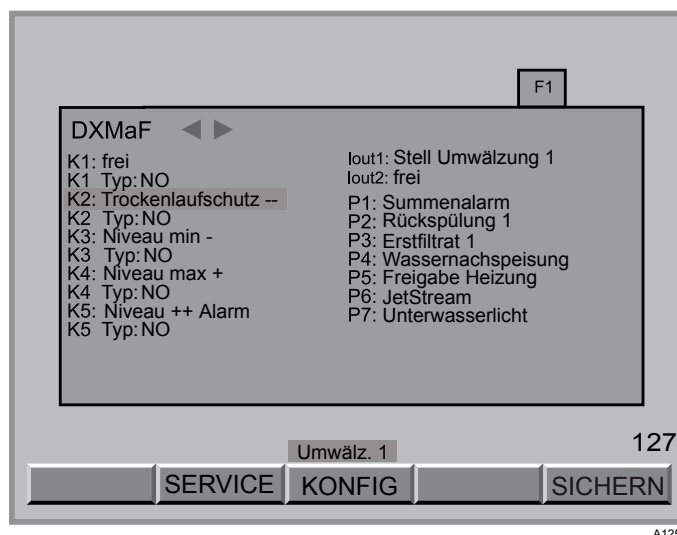 F1
DXMaF
K1: frei
K1 Typ: NO
K2: Trockenlaufschutz --
K2 Typ: NO
K3: Niveau min -
K3 Typ: NO
K4: Niveau max +
K4 Typ: NO
K5: Niveau ++ Alarm
K5 Typ: NO
Iout1: Stell Umwälzung 1
Iout2: frei
P1: Summenalarm
P2: Rückspülung 1
P3: Erstfiltrat 1
P4: Wassernachspeisung
P5: Freigabe Heizung
P6: JetStream
P7: Unterwasserlicht
127
Umwälz. 1
SERVICE KONFIG SICHERN